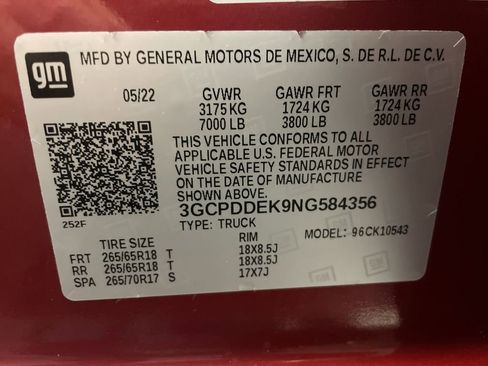 gm
MFD BY GENERAL MOTORS DE MEXICO, S. DE R.L. DE C.V.
05/22 GVWR GAWR FRT GAWR RR
3175 KG 1724 KG 1724 KG
7000 LB 3800 LB 3800 LB
THIS VEHICLE CONFORMS TO ALL
APPLICABLE U.S. FEDERAL MOTOR
VEHICLE SAFETY STANDARDS IN EFFECT
ON THE DATE OF MANUFACTURE
SHOWN ABOVE.
3GCPDDEK9NG584356
252F TYPE: TRUCK
TIRE SIZE RIM MODEL: 96CK10543
FRT 265/65R18 T 18X8.5J
RR 265/65R18 T 18X8.5J
SPA 265/70R17 S 17X7J